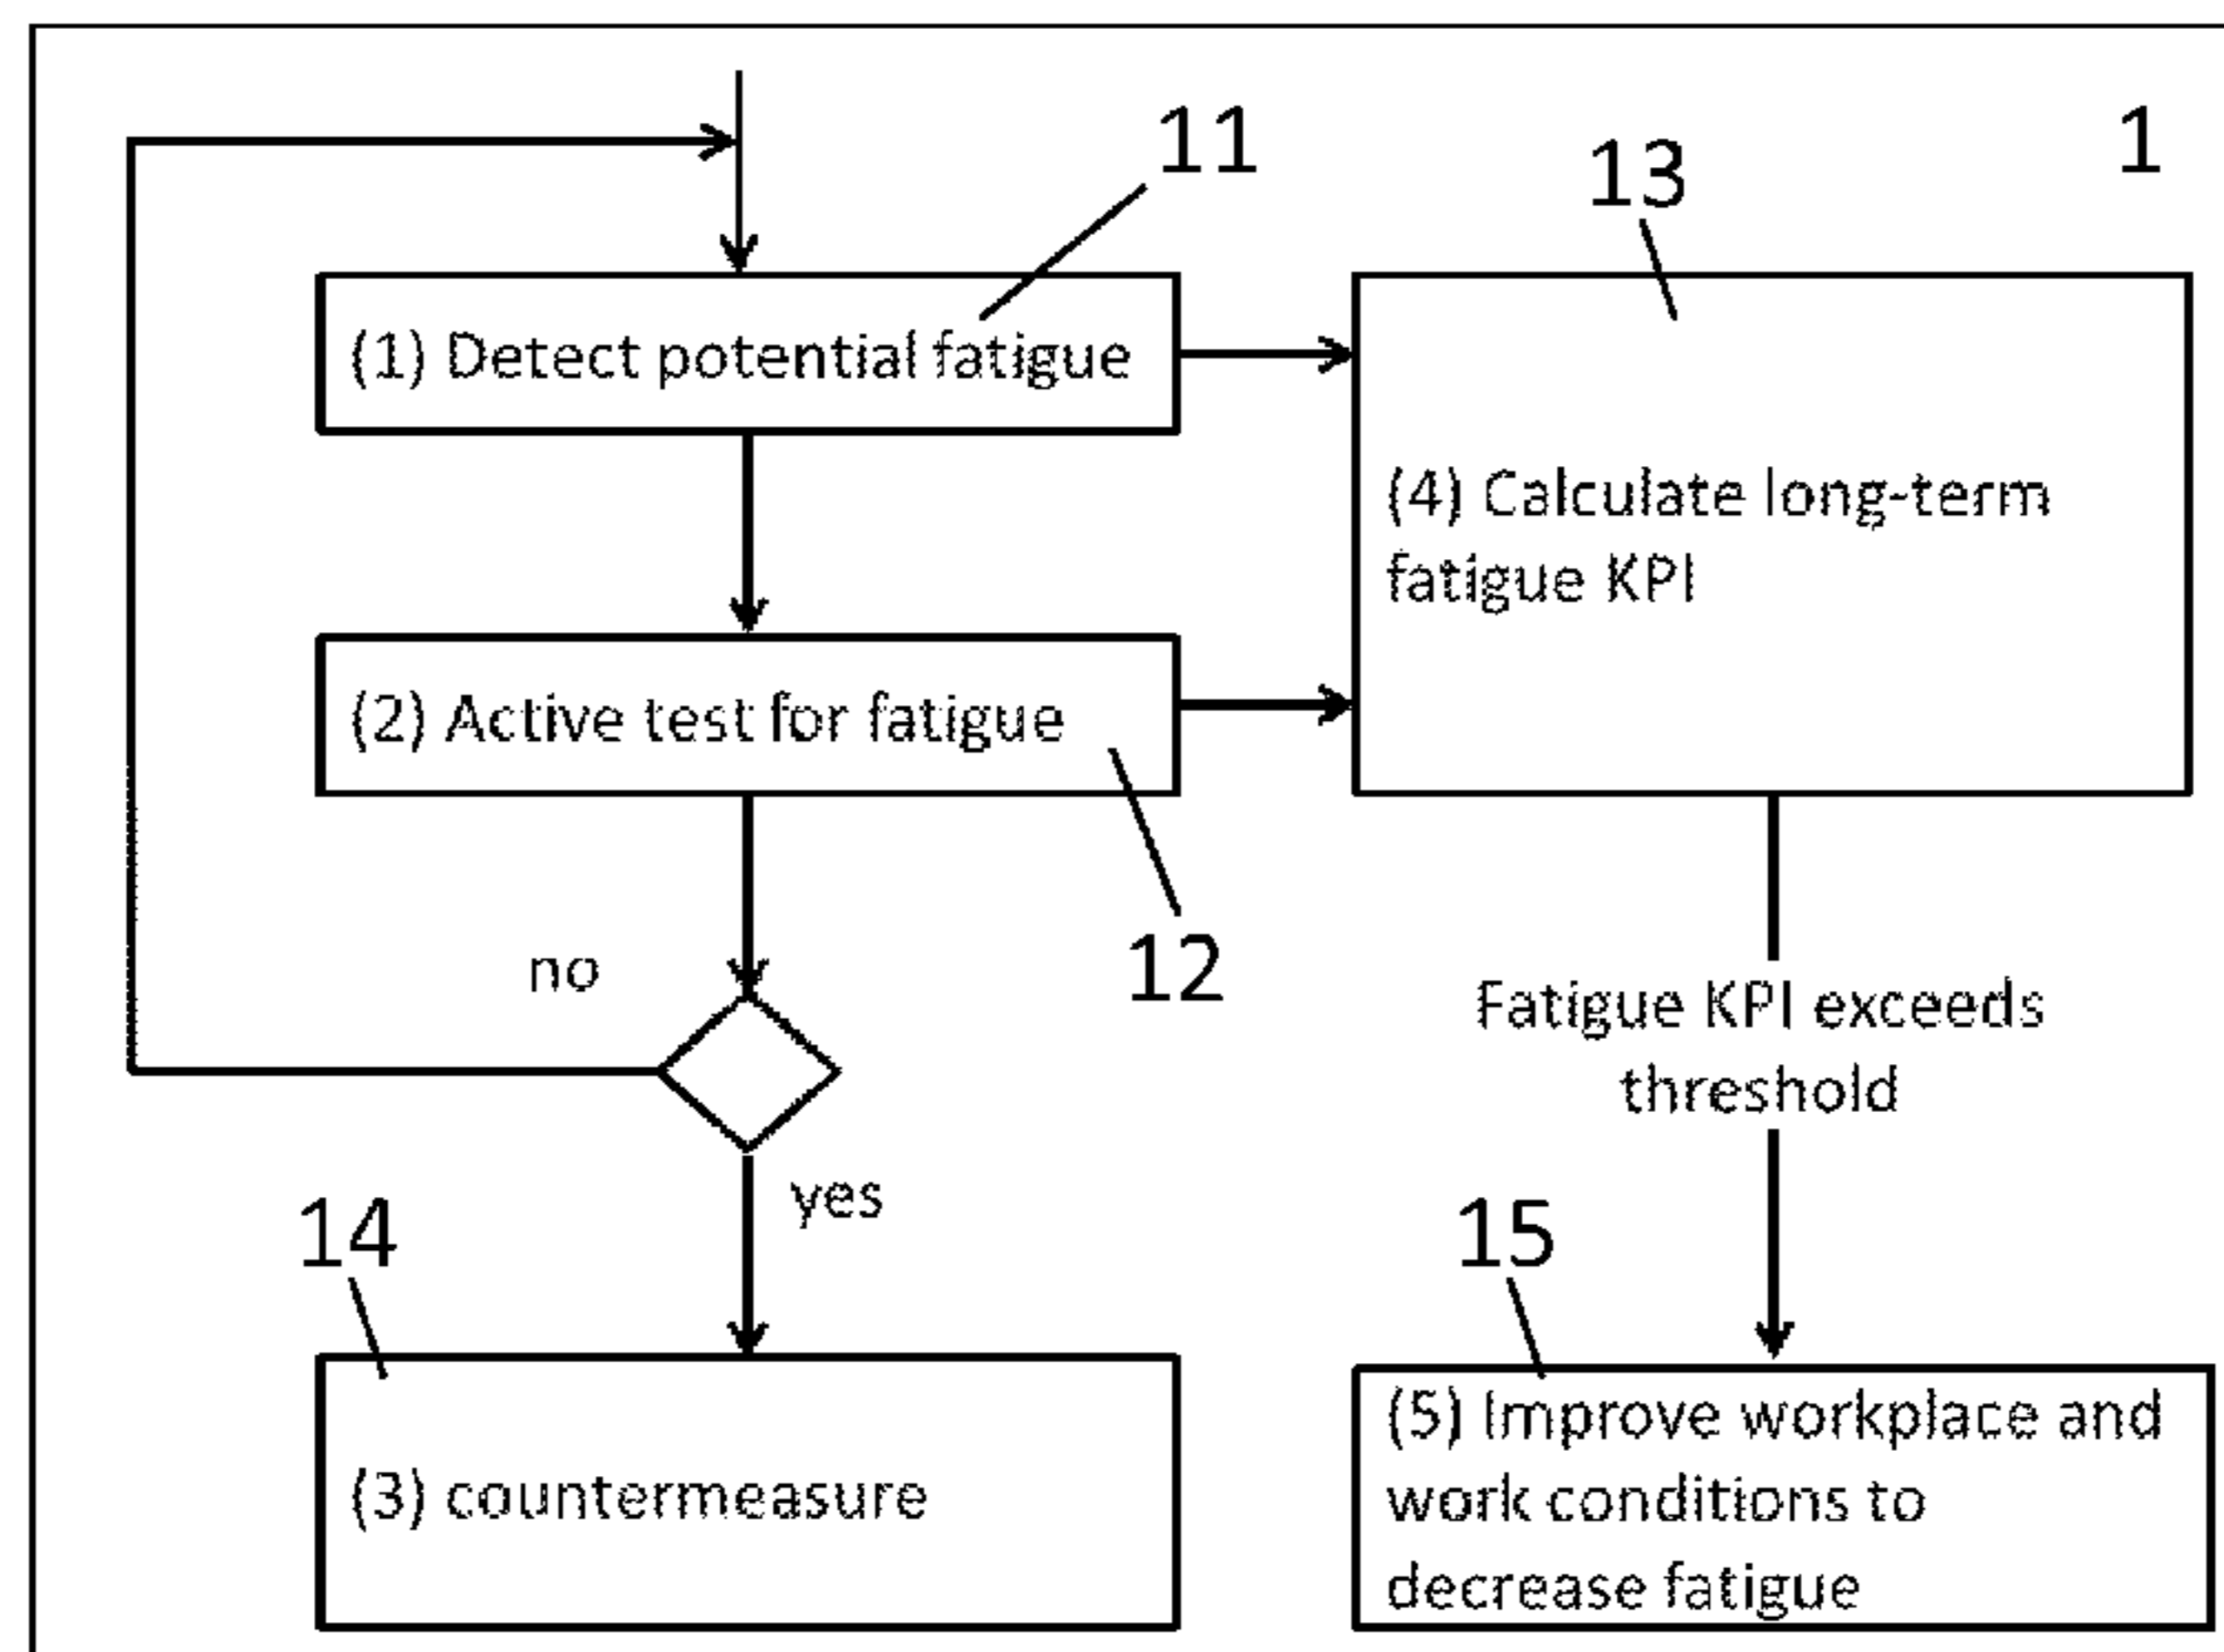 11
13
1
(1) Detect potential fatigue
(4) Calculate long-term
fatigue KPI
(2) Active test for fatigue
no
12
Fatigue KPI exceeds
threshold
yes
14
15
(3) countermeasure
(5) Improve workplace and
work conditions to
decrease fatigue